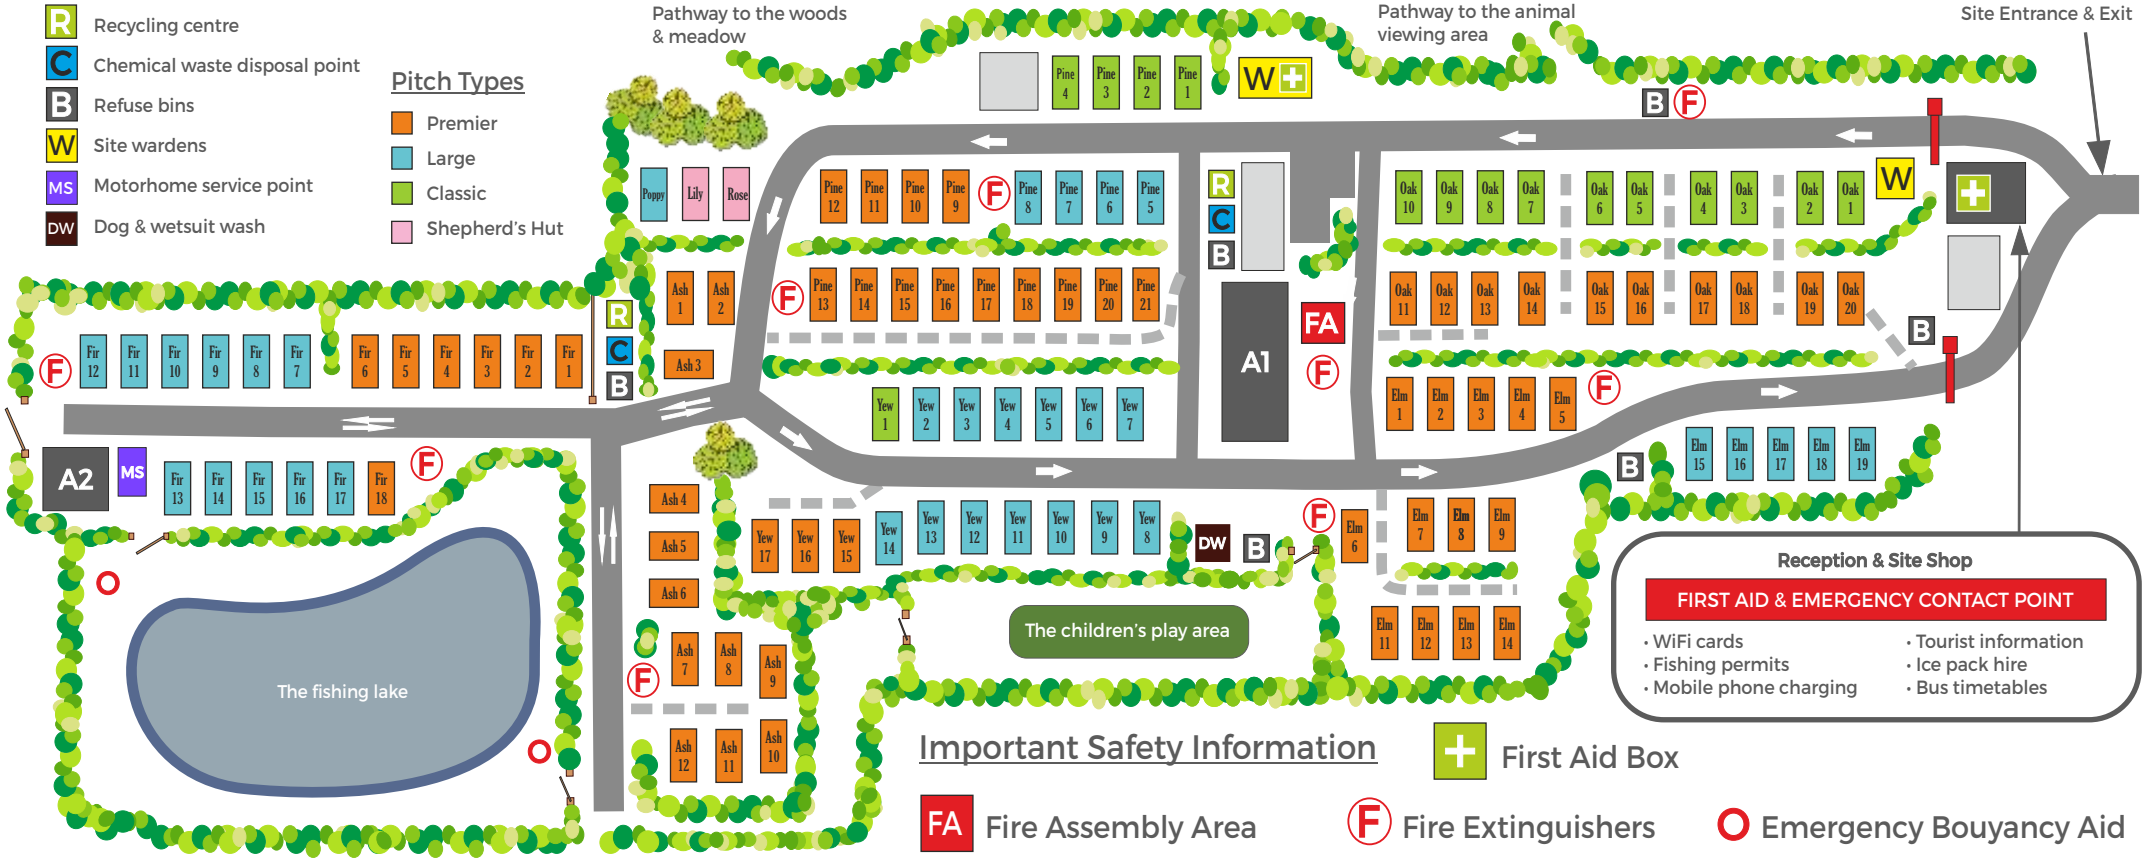 R Recycling centre
C Chemical waste disposal point
B Refuse bins
W Site wardens
MS Motorhome service point
DW Dog & wetsuit wash
Pitch Types
Premier
Large
Classic
Shepherd's Hut
Pathway to the woods
& meadow
Pathway to the animal
viewing area
Site Entrance & Exit
Pine 4
Pine 3
Pine 2
Pine 1
W
B
F
Poppy
Lily
Rose
Pine 12
Pine 11
Pine 10
Pine 9
F
Pine 8
Pine 7
Pine 6
Pine 5
R
C
B
Oak 10
Oak 9
Oak 8
Oak 7
Oak 6
Oak 5
Oak 4
Oak 3
Oak 2
Oak 1
W
Ash 1
Ash 2
F
Pine 13
Pine 14
Pine 15
Pine 16
Pine 17
Pine 18
Pine 19
Pine 20
Pine 21
A1
FA
F
Oak 11
Oak 12
Oak 13
Oak 14
Oak 15
Oak 16
Oak 17
Oak 18
Oak 19
Oak 20
B
F
Fir 12
Fir 11
Fir 10
Fir 9
Fir 8
Fir 7
Fir 6
Fir 5
Fir 4
Fir 3
Fir 2
Fir 1
R
C
B
Ash 3
Yew 1
Yew 2
Yew 3
Yew 4
Yew 5
Yew 6
Yew 7
Elm 1
Elm 2
Elm 3
Elm 4
Elm 5
F
A2
MS
Fir 13
Fir 14
Fir 15
Fir 16
Fir 17
Fir 18
F
B
Elm 15
Elm 16
Elm 17
Elm 18
Elm 19
Ash 4
Ash 5
Ash 6
Yew 17
Yew 16
Yew 15
Yew 14
Yew 13
Yew 12
Yew 11
Yew 10
Yew 9
Yew 8
DW
B
F
Elm 6
Elm 7
Elm 8
Elm 9
Elm 11
Elm 12
Elm 13
Elm 14
The children's play area
F
Ash 7
Ash 8
Ash 9
Ash 12
Ash 11
Ash 10
The fishing lake
Reception & Site Shop
FIRST AID & EMERGENCY CONTACT POINT
• WiFi cards
• Fishing permits
• Mobile phone charging
• Tourist information
• Ice pack hire
• Bus timetables
Important Safety Information
First Aid Box
FA Fire Assembly Area
F Fire Extinguishers
Emergency Bouyancy Aid